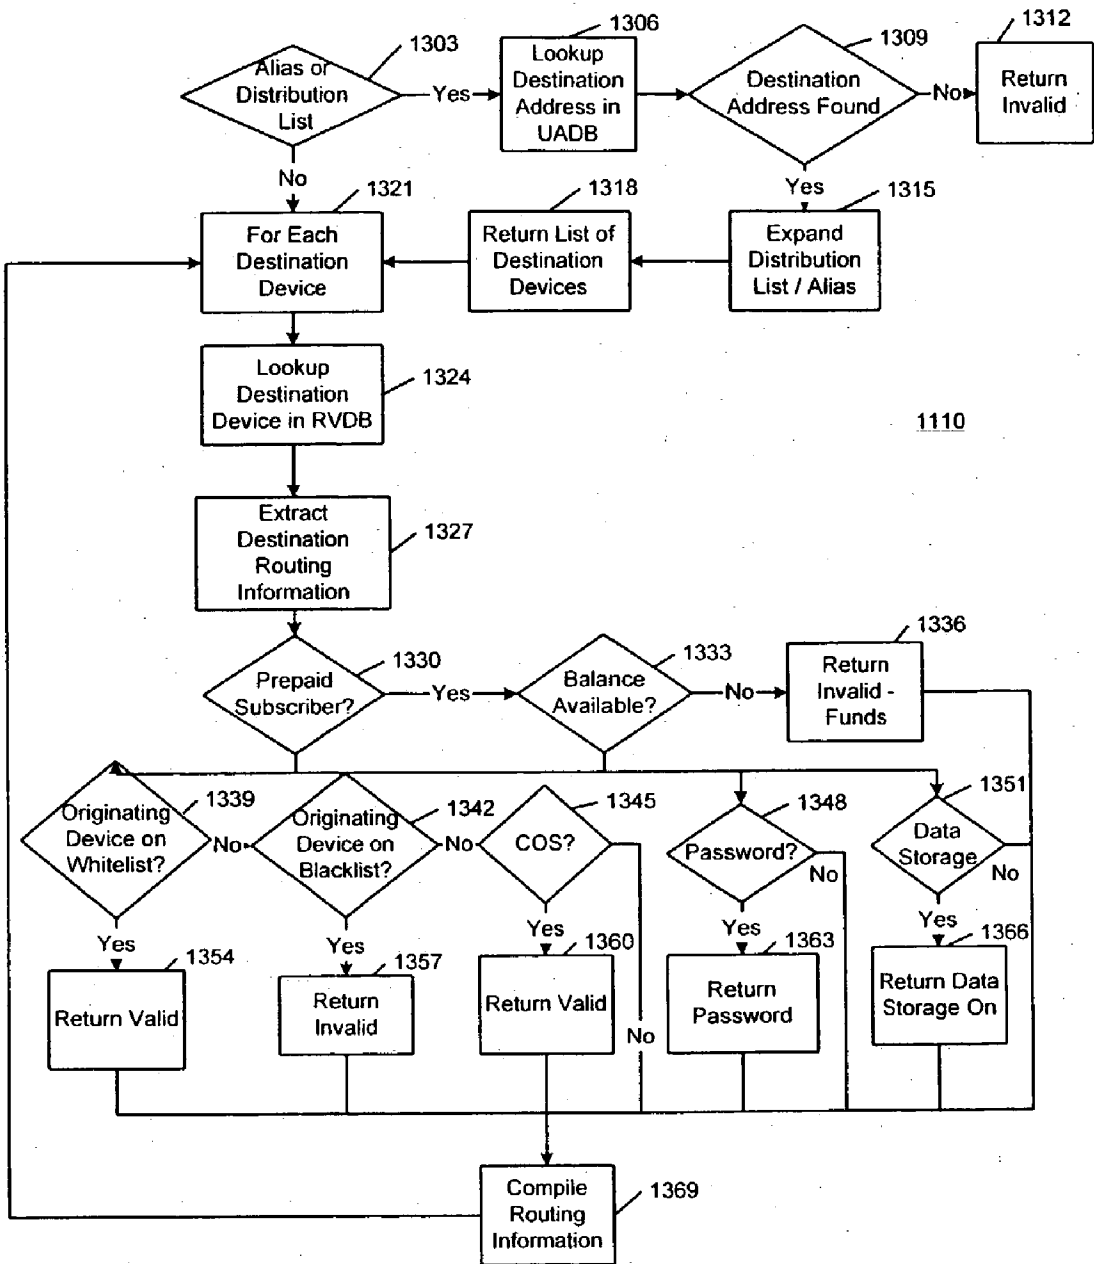 1303
Alias or
Distribution
List
Yes
1306
Lookup
Destination
Address in
UADB
1309
Destination
Address Found
No
1312
Return
Invalid
No
Yes
1321
For Each
Destination
Device
1318
Return List of
Destination
Devices
1315
Expand
Distribution
List / Alias
Lookup
Destination
Device in RVDB
1324
1110
Extract
Destination
Routing
Information
1327
1330
Prepaid
Subscriber?
Yes
1333
Balance
Available?
No
1336
Return
Invalid -
Funds
1339
Originating
Device on
Whitelist?
No
1342
Originating
Device on
Blacklist?
No
1345
COS?
1348
Password?
No
1351
Data
Storage
No
Yes
1354
Return Valid
Yes
1357
Return
Invalid
Yes
1360
Return Valid
No
Yes
1363
Return
Password
Yes
1366
Return Data
Storage On
Compile
Routing
Information
1369